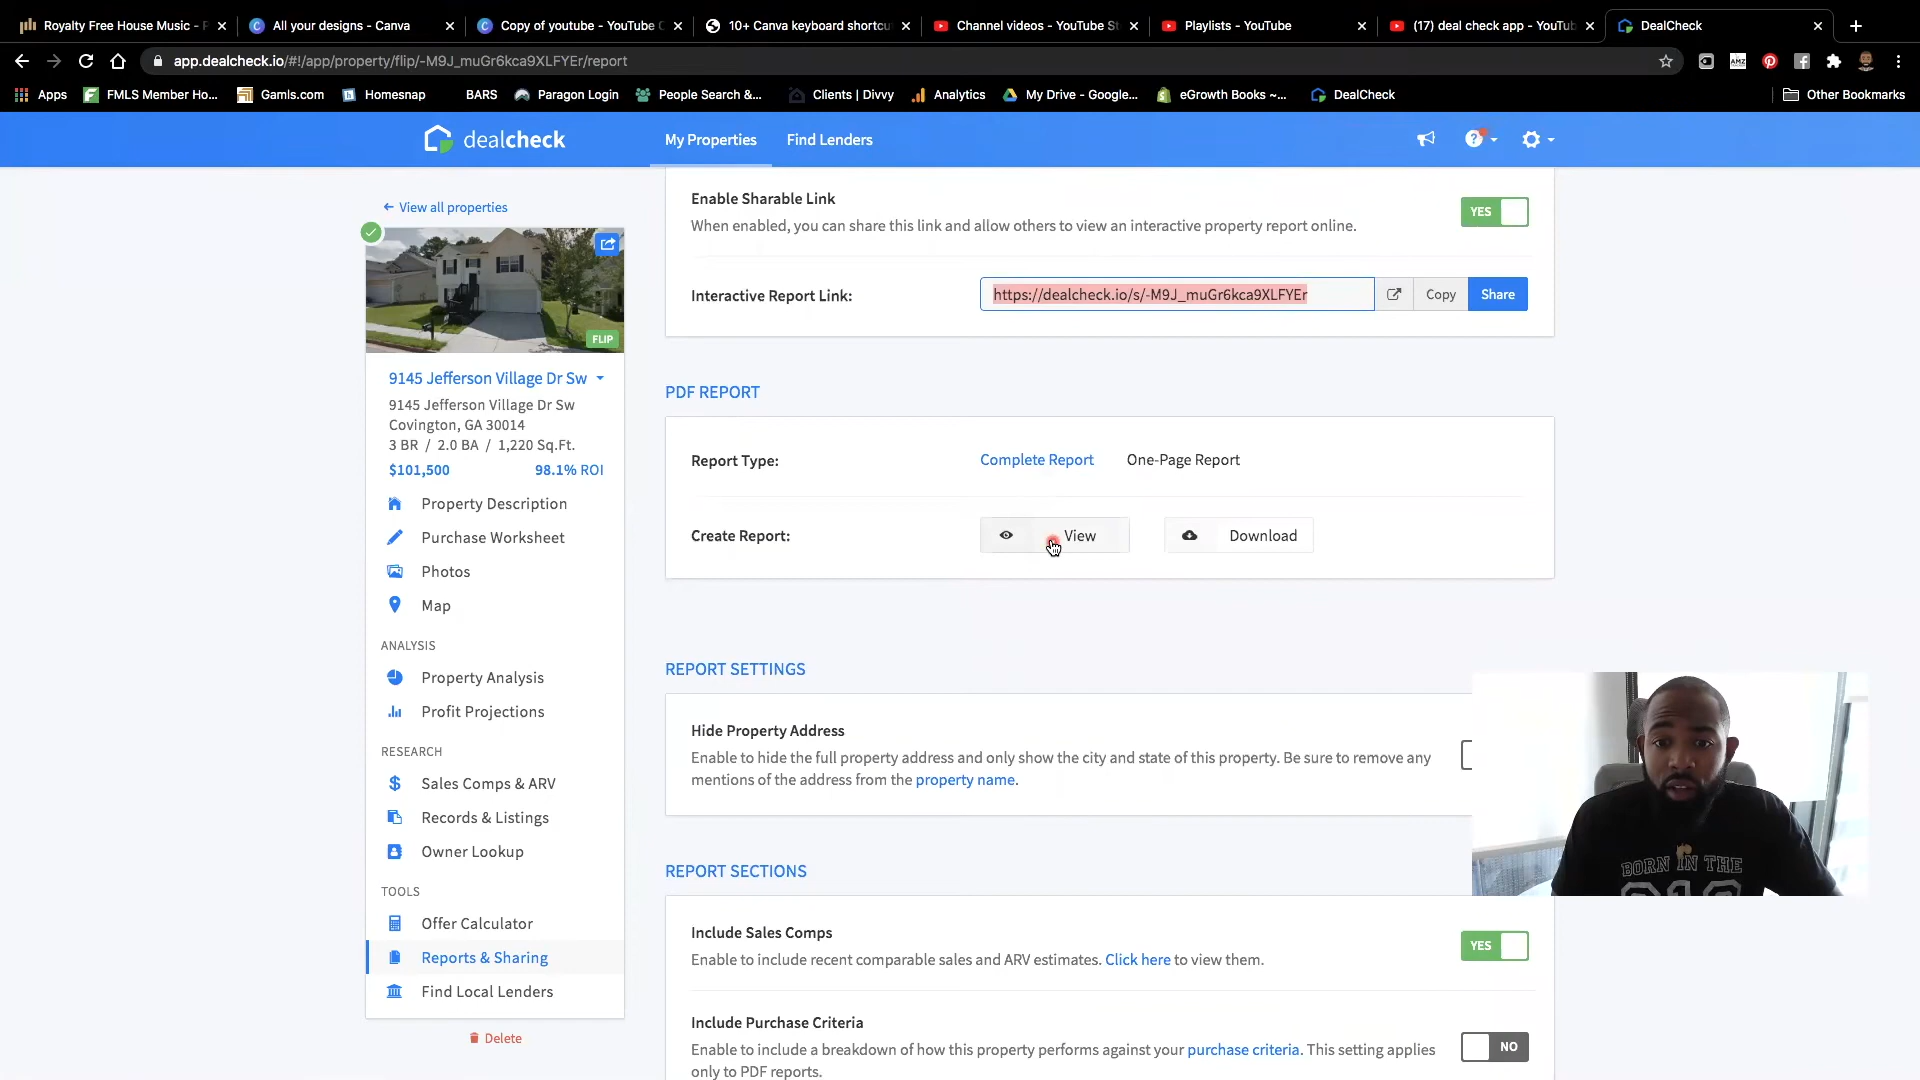 Royalty Free House Music - F
All your designs - Canva
Copy of youtube - YouTube C
10+ Canva keyboard shortcu
Channel videos - YouTube St
Playlists - YouTube
(17) deal check app - YouTub
DealCheck
app.dealcheck.io/#!/app/property/flip/-M9J_muGr6kca9XLFYEr/report
Apps
FMLS Member Ho...
Gamls.com
Homesnap
BARS
Paragon Login
People Search &...
Clients | Divvy
Analytics
My Drive - Google...
eGrowth Books ~...
DealCheck
Other Bookmarks
dealcheck
My Properties
Find Lenders
View all properties
FLIP
9145 Jefferson Village Dr Sw
9145 Jefferson Village Dr Sw
Covington, GA 30014
3 BR / 2.0 BA / 1,220 Sq.Ft.
$101,500
98.1% ROI
Property Description
Purchase Worksheet
Photos
Map
ANALYSIS
Property Analysis
Profit Projections
RESEARCH
Sales Comps & ARV
Records & Listings
Owner Lookup
TOOLS
Offer Calculator
Reports & Sharing
Find Local Lenders
Delete
Enable Sharable Link
When enabled, you can share this link and allow others to view an interactive property report online.
YES
Interactive Report Link:
https://dealcheck.io/s/-M9J_muGr6kca9XLFYEr
Copy
Share
PDF REPORT
Report Type:
Complete Report
One-Page Report
Create Report:
View
Download
REPORT SETTINGS
Hide Property Address
Enable to hide the full property address and only show the city and state of this property. Be sure to remove any
mentions of the address from the property name.
REPORT SECTIONS
Include Sales Comps
Enable to include recent comparable sales and ARV estimates. Click here to view them.
YES
Include Purchase Criteria
Enable to include a breakdown of how this property performs against your purchase criteria. This setting applies
only to PDF reports.
NO
BORN IN THE